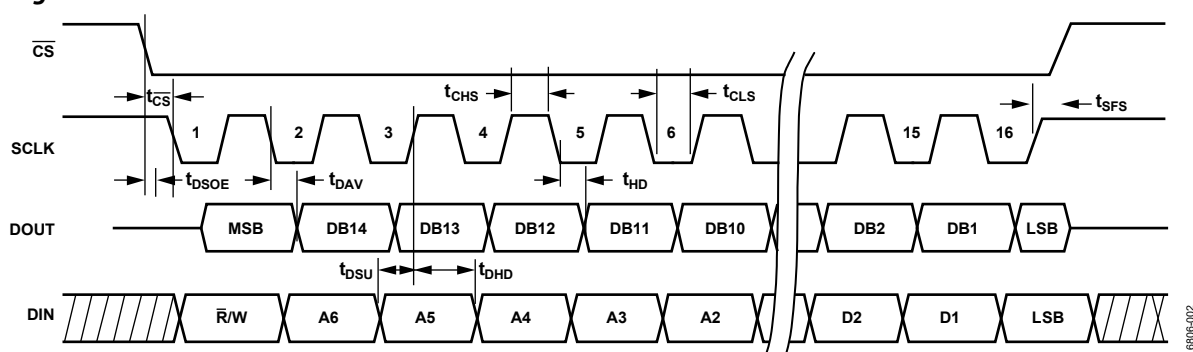 CS
tCS
tCHS
tCLS
tSFS
SCLK
1
2
3
4
5
6
15
16
tDSOE
tDAV
tHD
DOUT
MSB
DB14
DB13
DB12
DB11
DB10
DB2
DB1
LSB
tDSU
tDHD
DIN
R/W
A6
A5
A4
A3
A2
D2
D1
LSB